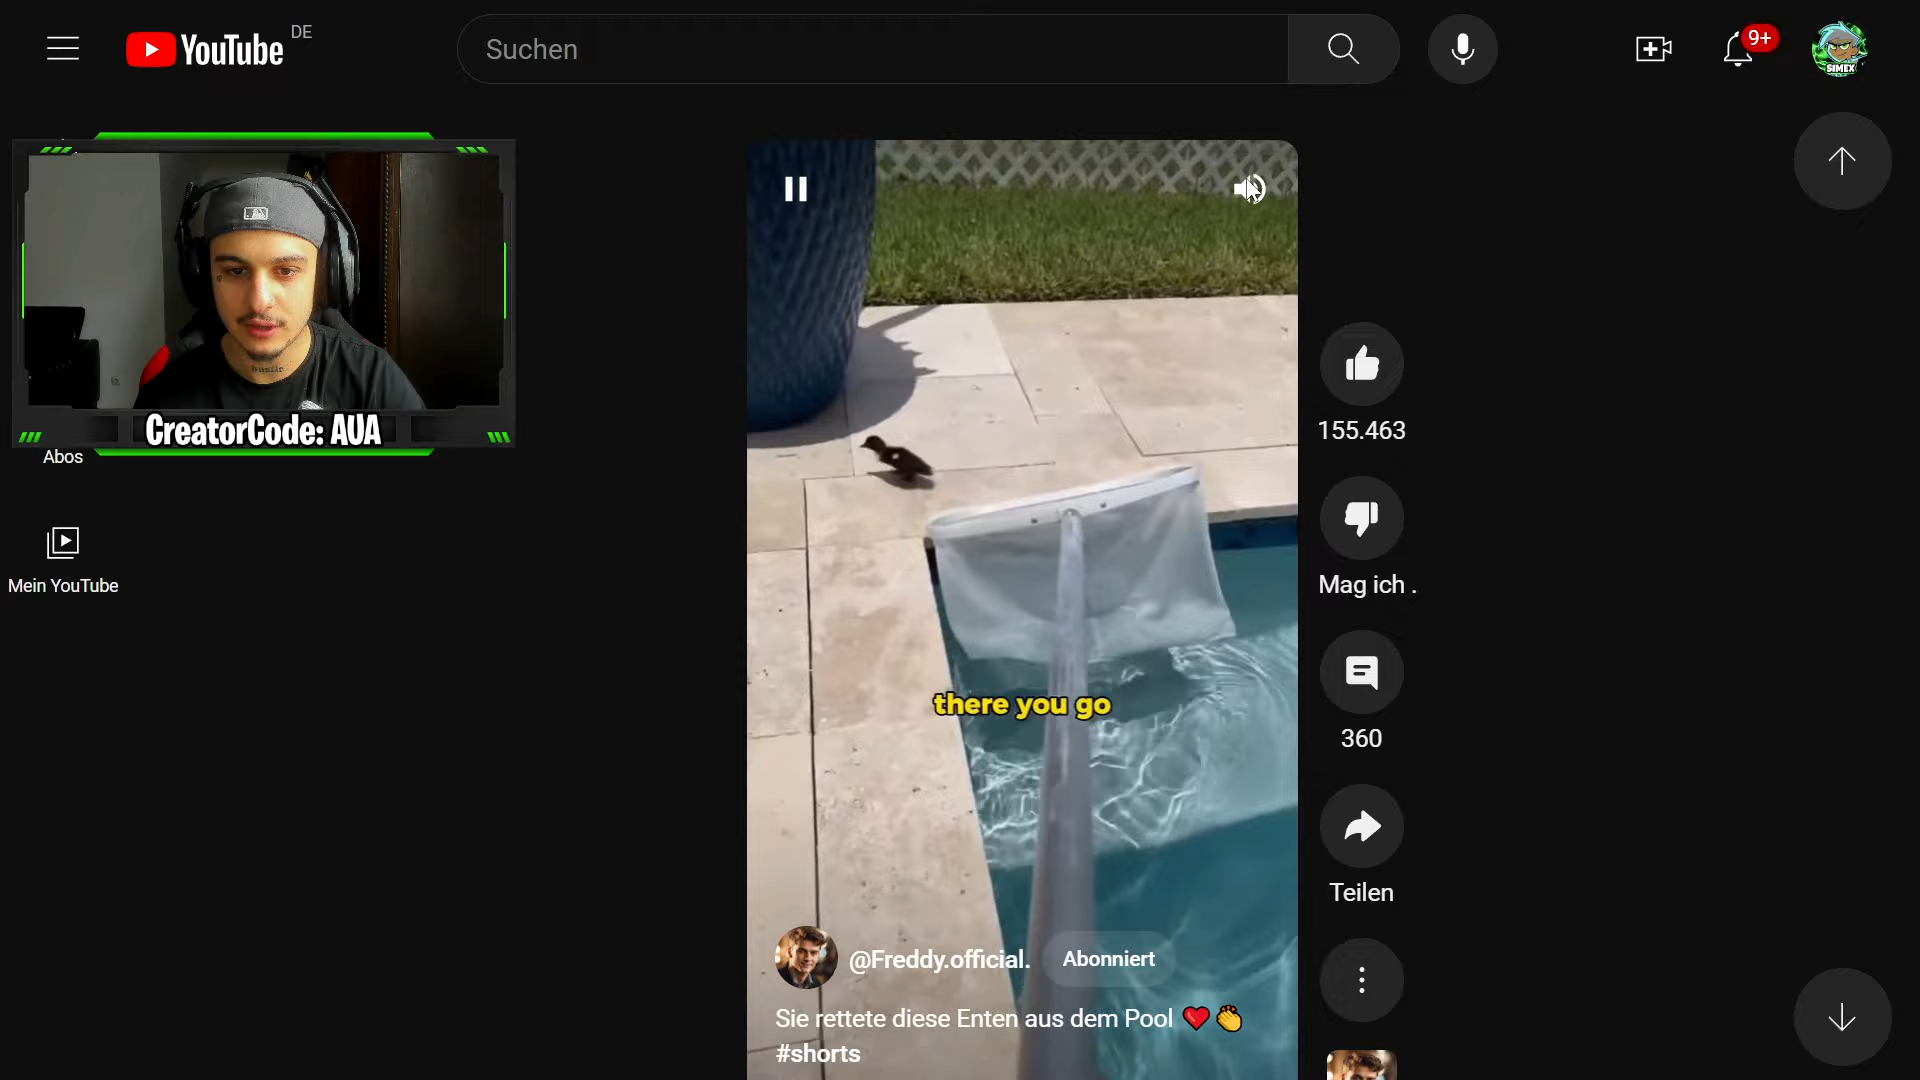 YouTube DE
Suchen
9+
SIMEX
CreatorCode: AUA
Abos
Mein YouTube
155.463
Mag ich .
360
Teilen
there you go
@Freddy.official. Abonniert
Sie rettete diese Enten aus dem Pool ❤️👏
#shorts